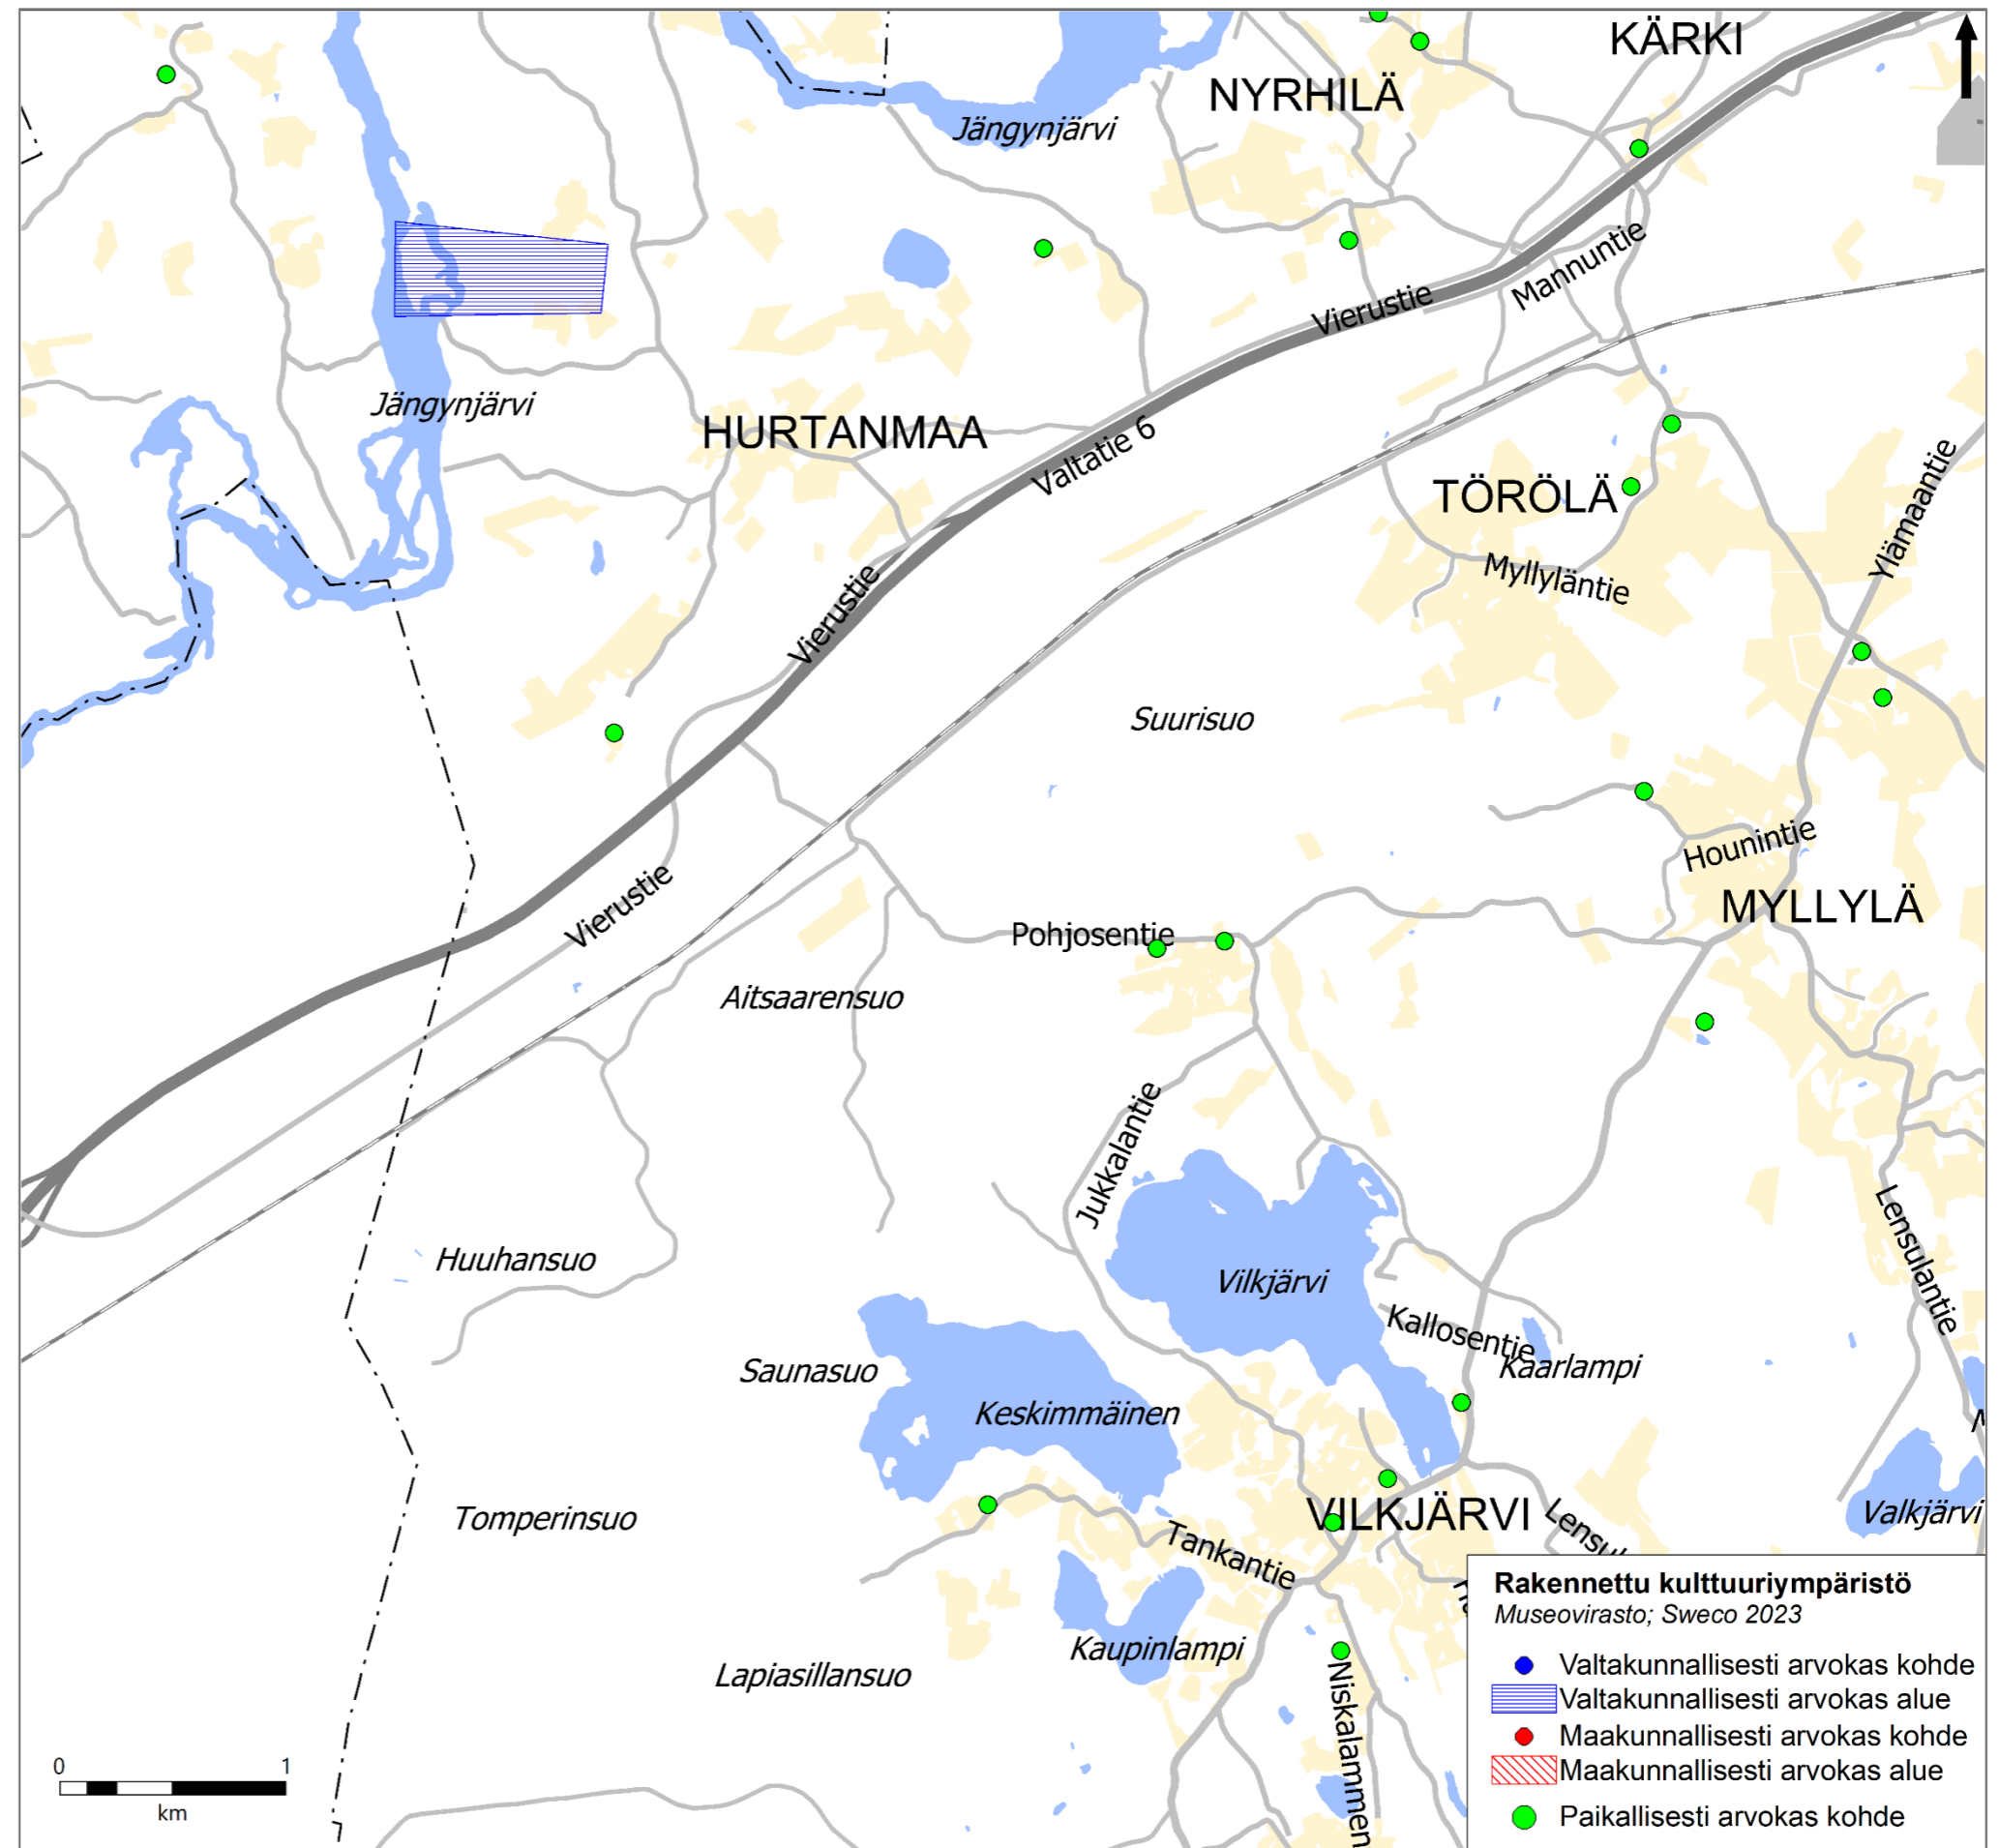 KÄRKI
NYRHILÄ
Jängynjärvi
Mannuntie
Vierustie
Jängynjärvi
HURTANMAA
Valtatie 6
TÖRÖLÄ
Ylämaantie
Myllyläntie
Vierustie
Suurisuo
Hounintie
Vierustie
MYLLYLÄ
Pohjosentie
Aitsaarensuo
Jukkalantie
Lensulantie
Huuhansuo
Vilkjärvi
Kallosentie
Kaarlampi
Saunasuo
Keskimmäinen
Tomperinsuo
VILKJÄRVI
Valkjärvi
Tankantie
Kaupinlampi
Lapiasillansuo
Niskalammen
Rakennettu kulttuuriympäristö
Museovirasto; Sweco 2023
Valtakunnallisesti arvokas kohde
Valtakunnallisesti arvokas alue
Maakunnallisesti arvokas kohde
Maakunnallisesti arvokas alue
Paikallisesti arvokas kohde
0 1
km